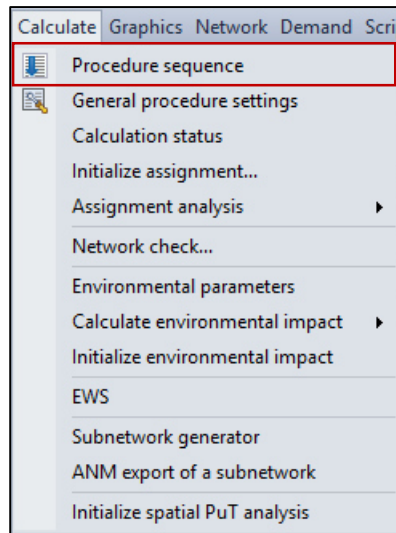 Calculate Graphics Network Demand Scri
Procedure sequence
General procedure settings
Calculation status
Initialize assignment...
Assignment analysis
Network check...
Environmental parameters
Calculate environmental impact
Initialize environmental impact
EWS
Subnetwork generator
ANM export of a subnetwork
Initialize spatial PuT analysis